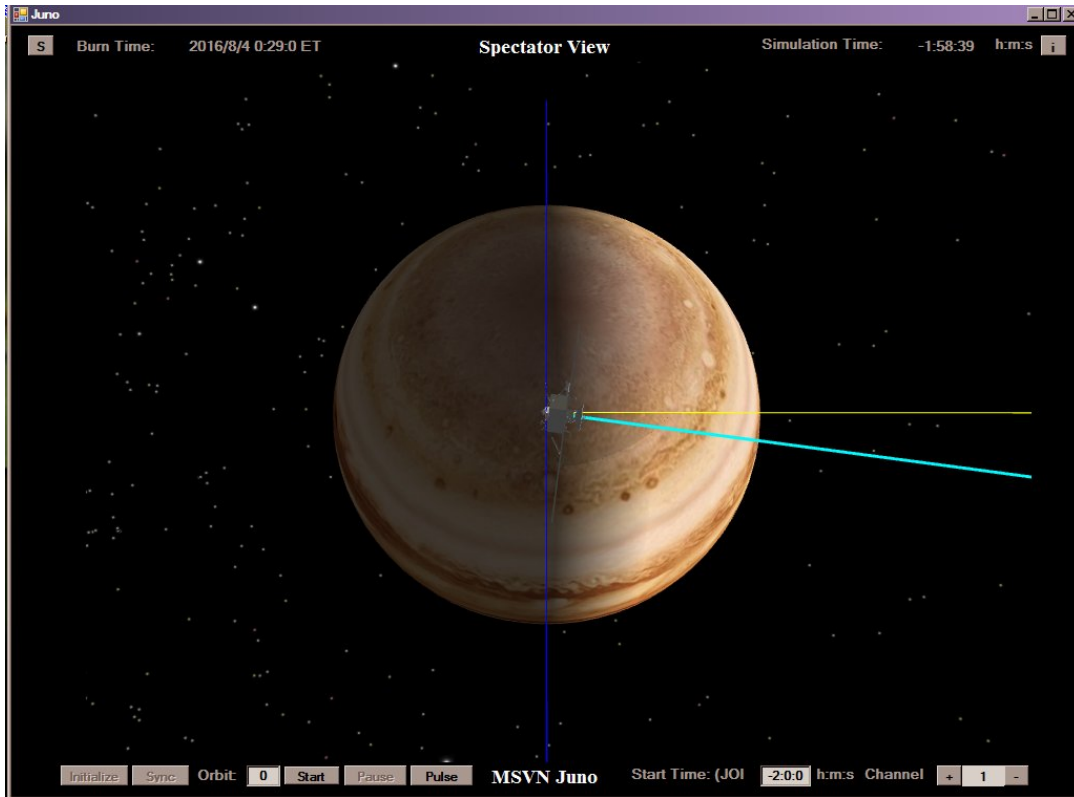 Juno
S Burn Time: 2016/8/4 0:29:0 ET Spectator View Simulation Time: -1:58:39 h:m:s i
Initialize Sync Orbit: 0 Start Pause Pulse MSVN Juno Start Time: (JOI -2:0:0 h:m:s Channel + 1 -